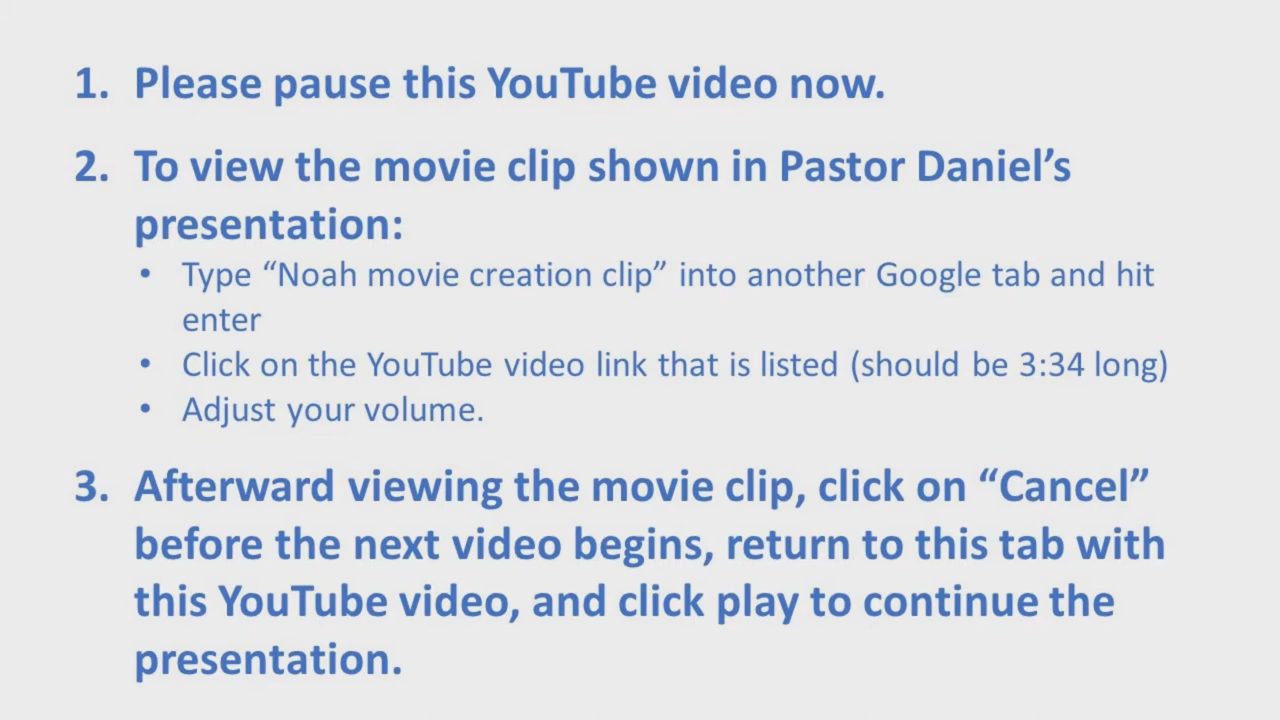 1. Please pause this YouTube video now.
2. To view the movie clip shown in Pastor Daniel’s
presentation:
• Type “Noah movie creation clip” into another Google tab and hit
enter
• Click on the YouTube video link that is listed (should be 3:34 long)
• Adjust your volume.
3. Afterward viewing the movie clip, click on “Cancel”
before the next video begins, return to this tab with
this YouTube video, and click play to continue the
presentation.